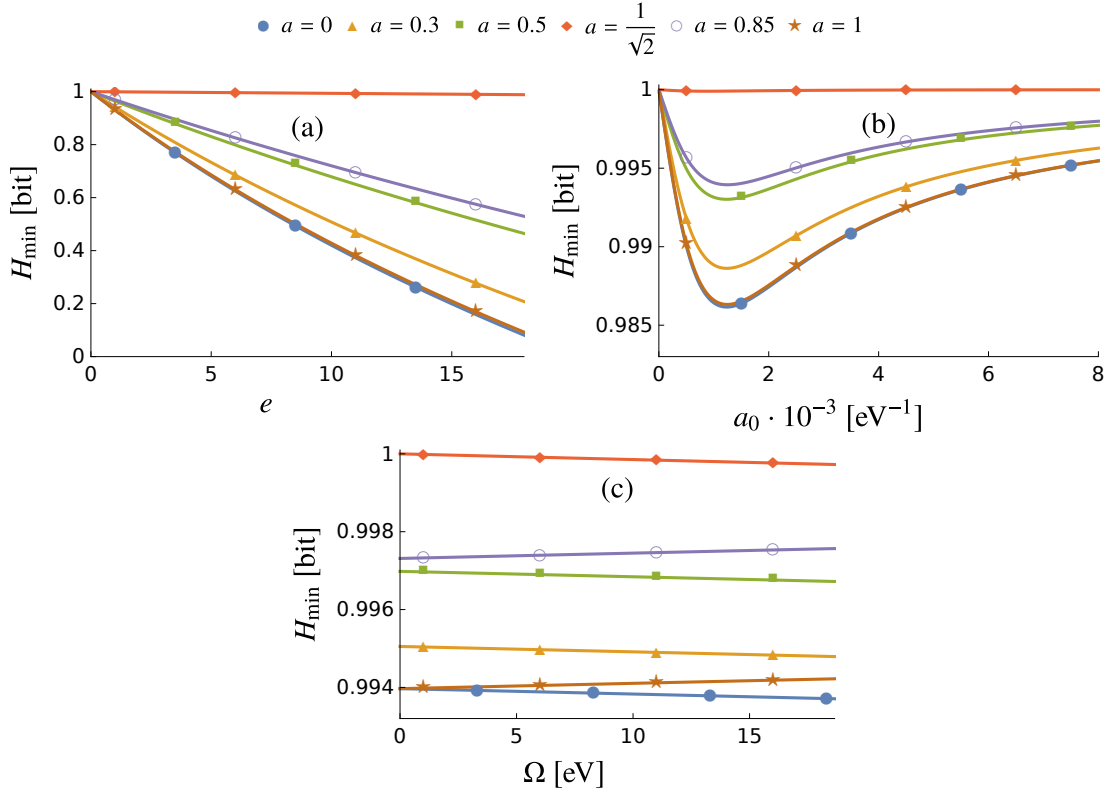 a = 0 a = 0.3 a = 0.5 a = 1/√2 a = 0.85 a = 1
(a)
H_min [bit]
1
0.8
0.6
0.4
0.2
0
0 5 10 15
e
(b)
H_min [bit]
1
0.995
0.99
0.985
0 2 4 6 8
a₀ · 10⁻³ [eV⁻¹]
(c)
H_min [bit]
1
0.998
0.996
0.994
0 5 10 15
Ω [eV]